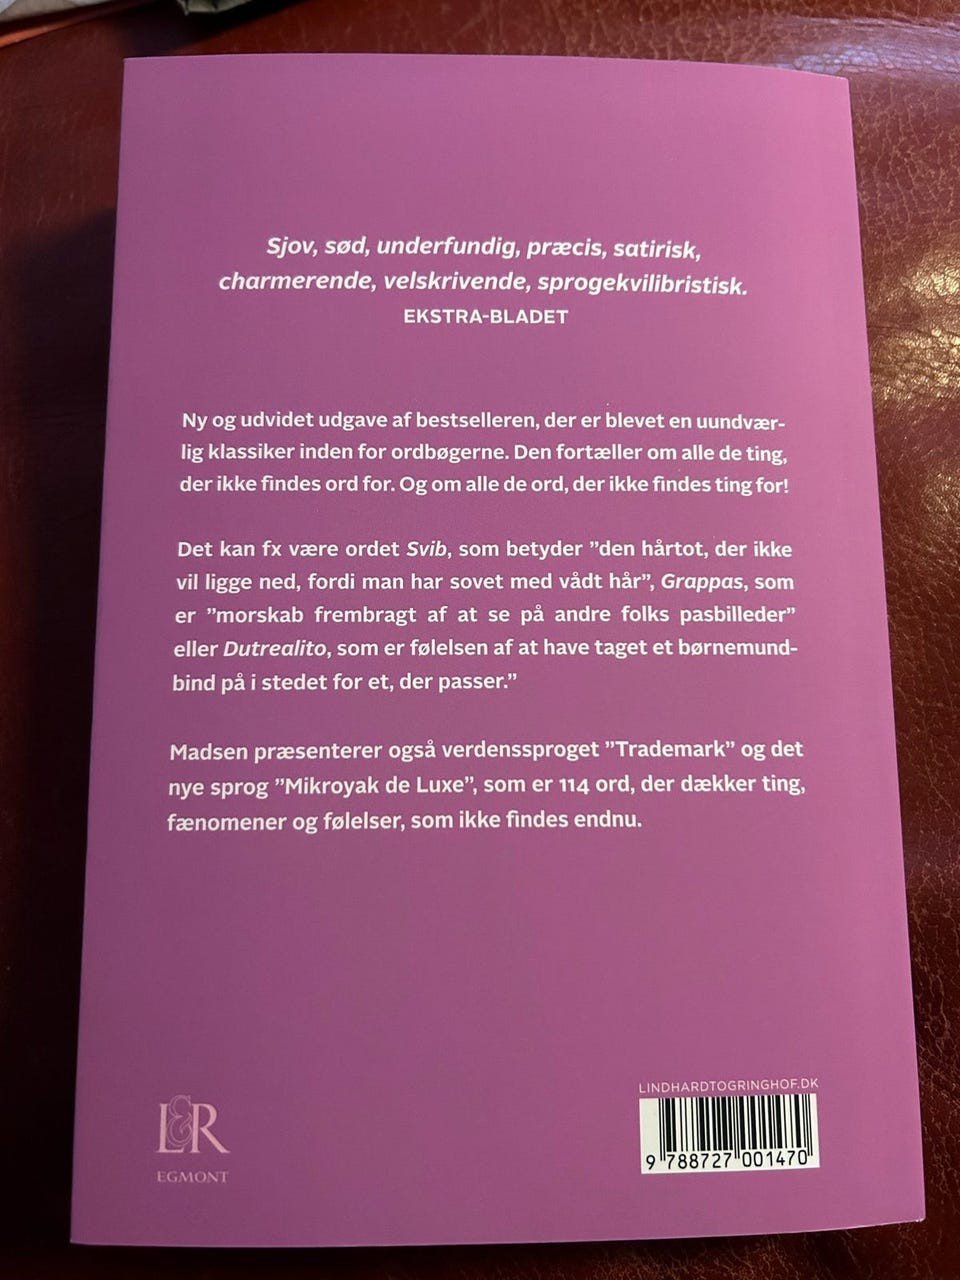 Sjov, sød, underfundig, præcis, satirisk,
charmerende, velskrivende, sprogekvilibristisk.
EKSTRA-BLADET
Ny og udvidet udgave af bestselleren, der er blevet en uundvær-
lig klassiker inden for ordbøgerne. Den fortæller om alle de ting,
der ikke findes ord for. Og om alle de ord, der ikke findes ting for!
Det kan fx være ordet Svib, som betyder ”den hårtot, der ikke
vil ligge ned, fordi man har sovet med vådt hår”, Grappas, som
er ”morskab frembragt af at se på andre folks pasbilleder”
eller Dutrealito, som er følelsen af at have taget et børnemund-
bind på i stedet for et, der passer.”
Madsen præsenterer også verdenssproget ”Trademark” og det
nye sprog ”Mikroyak de Luxe”, som er 114 ord, der dækker ting,
fænomener og følelser, som ikke findes endnu.
L&R
EGMONT
LINDHARDTOGRINGHOF.DK
9 788727 001470